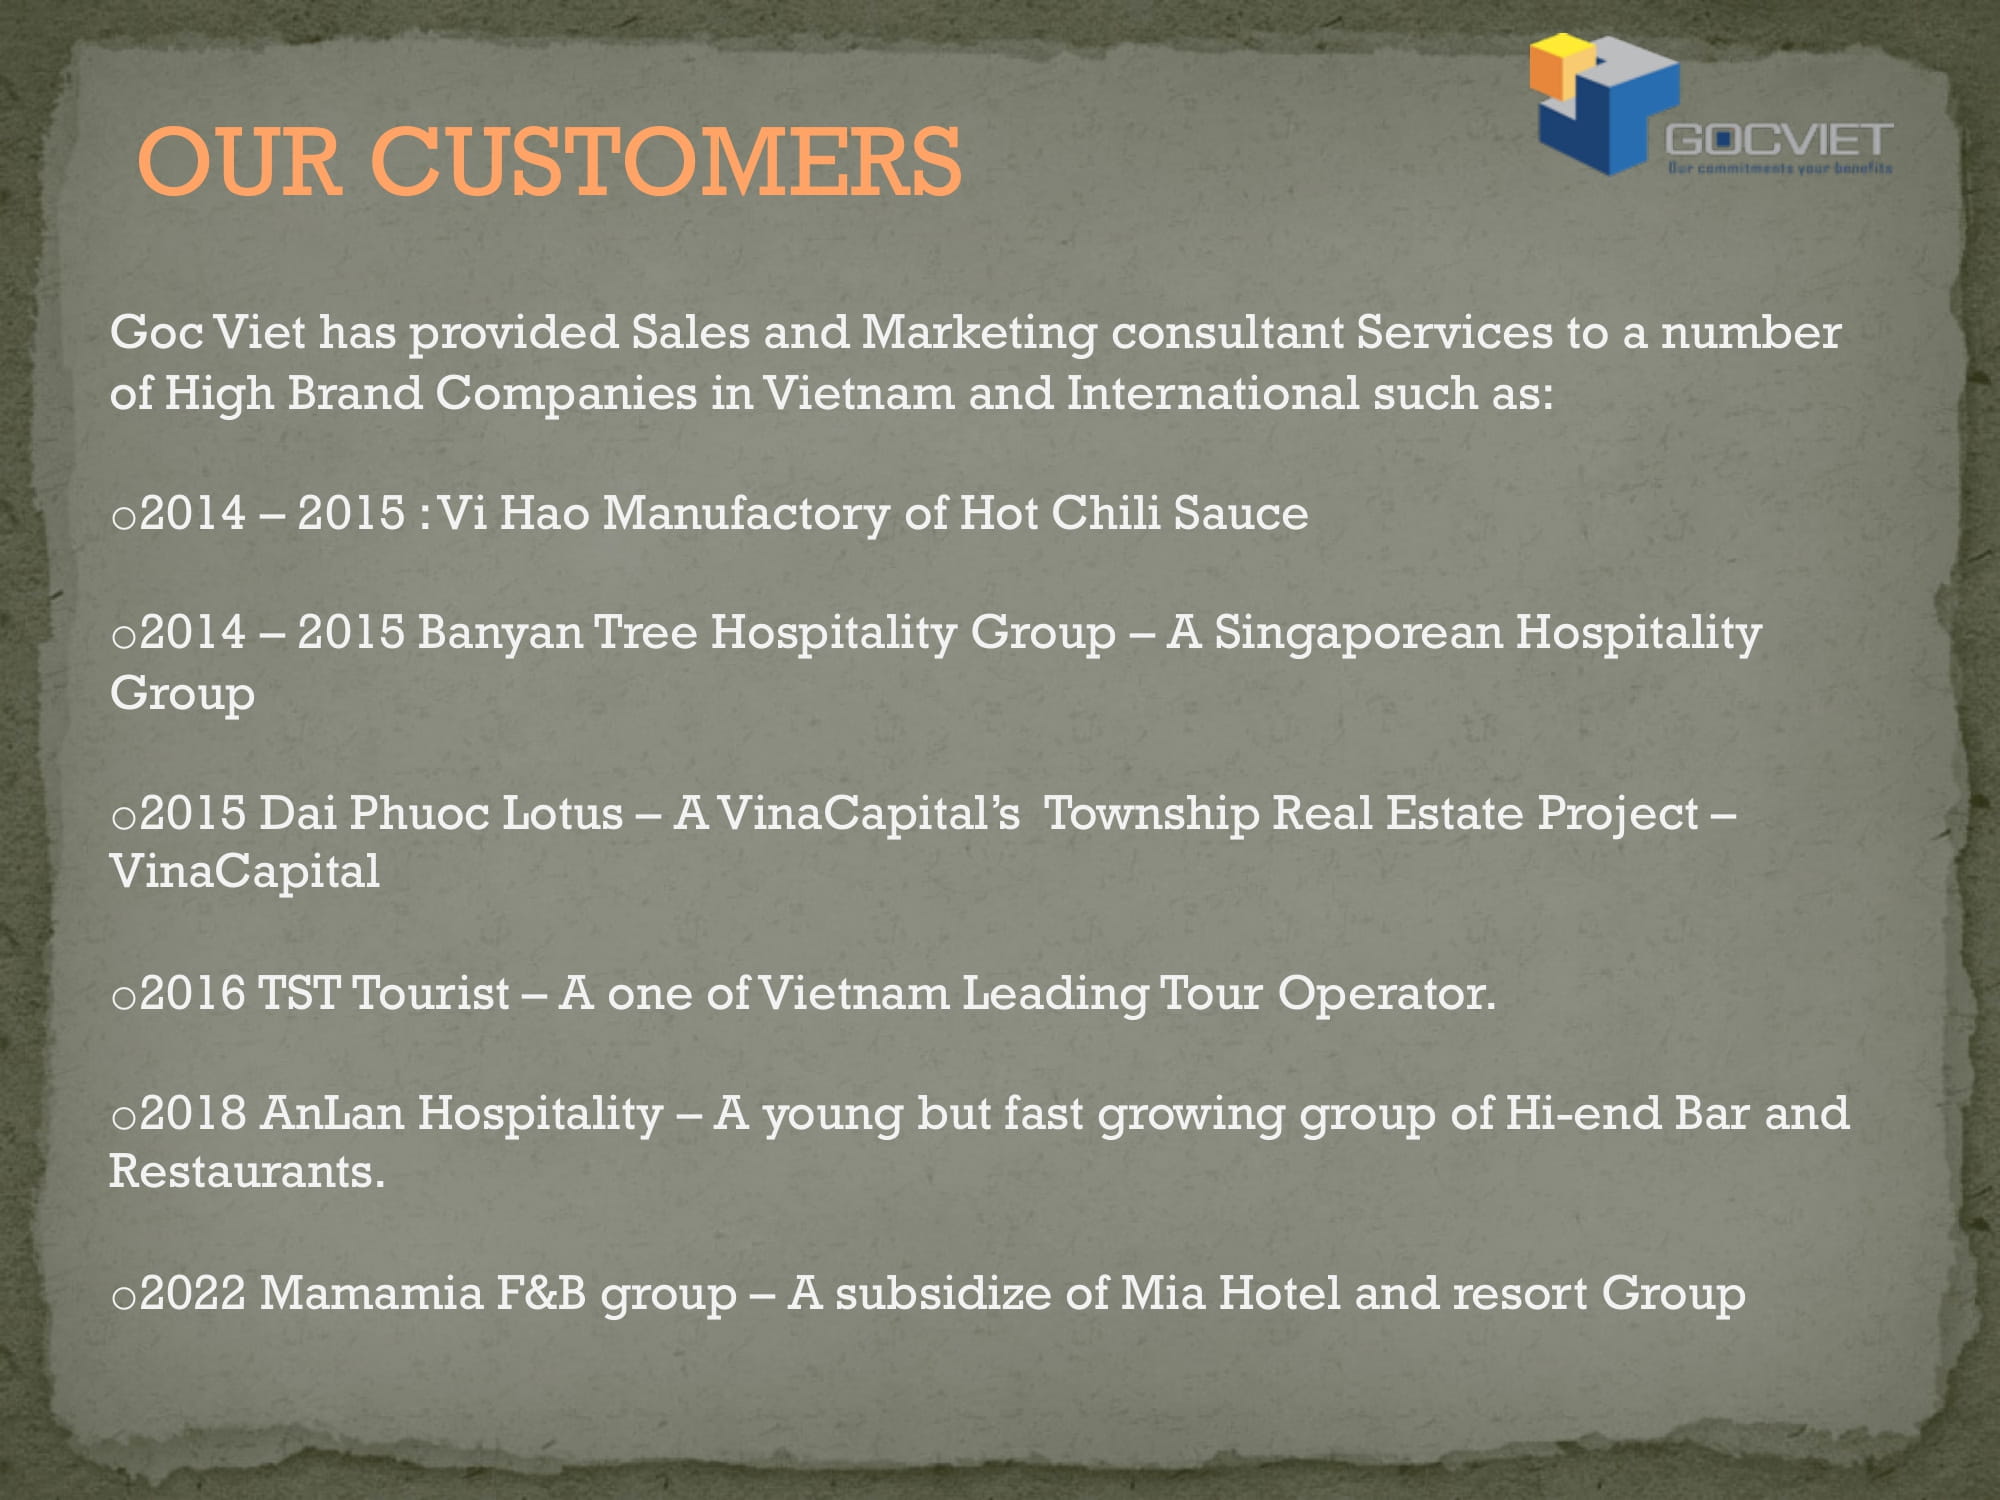 OUR CUSTOMERS
GOCVIET
Our commitments your benefits
Goc Viet has provided Sales and Marketing consultant Services to a number
of High Brand Companies in Vietnam and International such as:
o2014 – 2015 : Vi Hao Manufactory of Hot Chili Sauce
o2014 – 2015 Banyan Tree Hospitality Group – A Singaporean Hospitality
Group
o2015 Dai Phuoc Lotus – A VinaCapital’s  Township Real Estate Project –
VinaCapital
o2016 TST Tourist – A one of Vietnam Leading Tour Operator.
o2018 AnLan Hospitality – A young but fast growing group of Hi-end Bar and
Restaurants.
o2022 Mamamia F&B group – A subsidize of Mia Hotel and resort Group